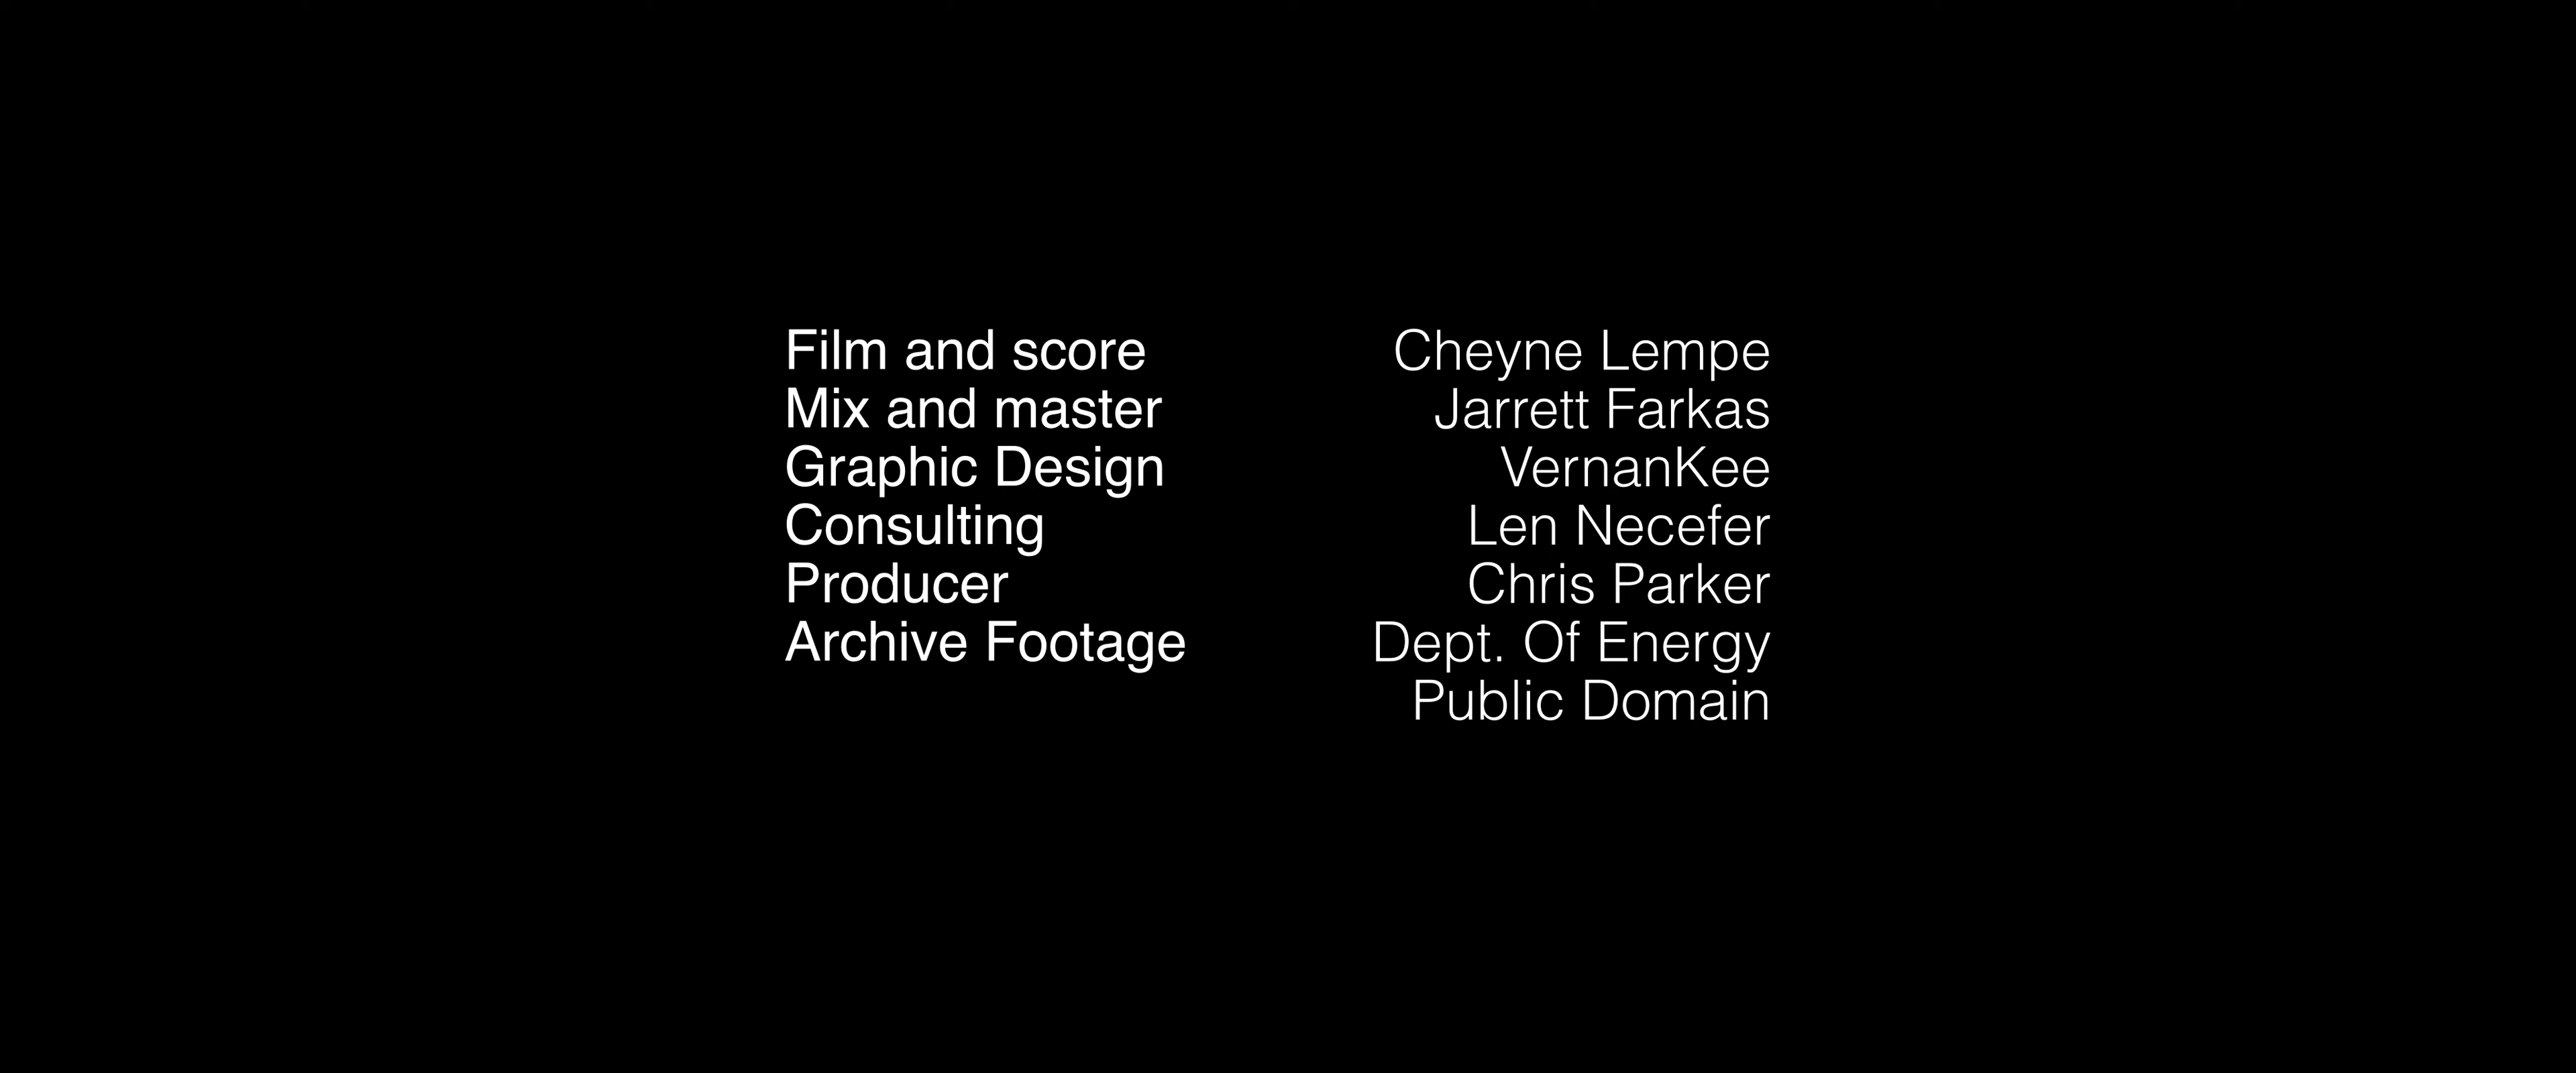 Film and score Cheyne Lempe
Mix and master Jarrett Farkas
Graphic Design VernanKee
Consulting Len Necefer
Producer Chris Parker
Archive Footage Dept. Of Energy
Public Domain